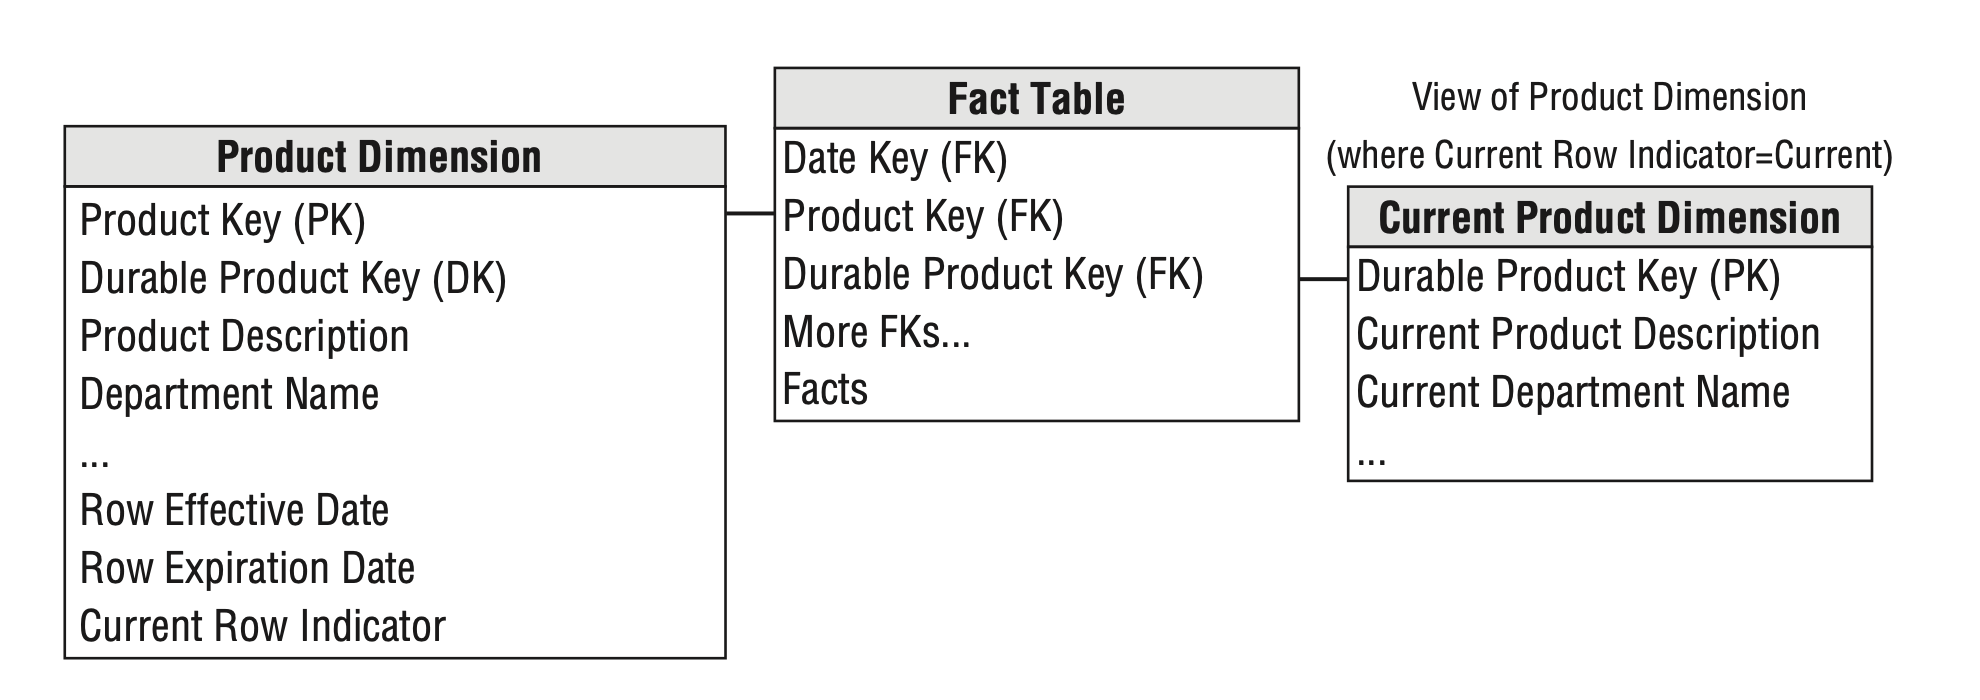 Product Dimension
Product Key (PK)
Durable Product Key (DK)
Product Description
Department Name
...
Row Effective Date
Row Expiration Date
Current Row Indicator
Fact Table
Date Key (FK)
Product Key (FK)
Durable Product Key (FK)
More FKs...
Facts
View of Product Dimension
(where Current Row Indicator=Current)
Current Product Dimension
Durable Product Key (PK)
Current Product Description
Current Department Name
...